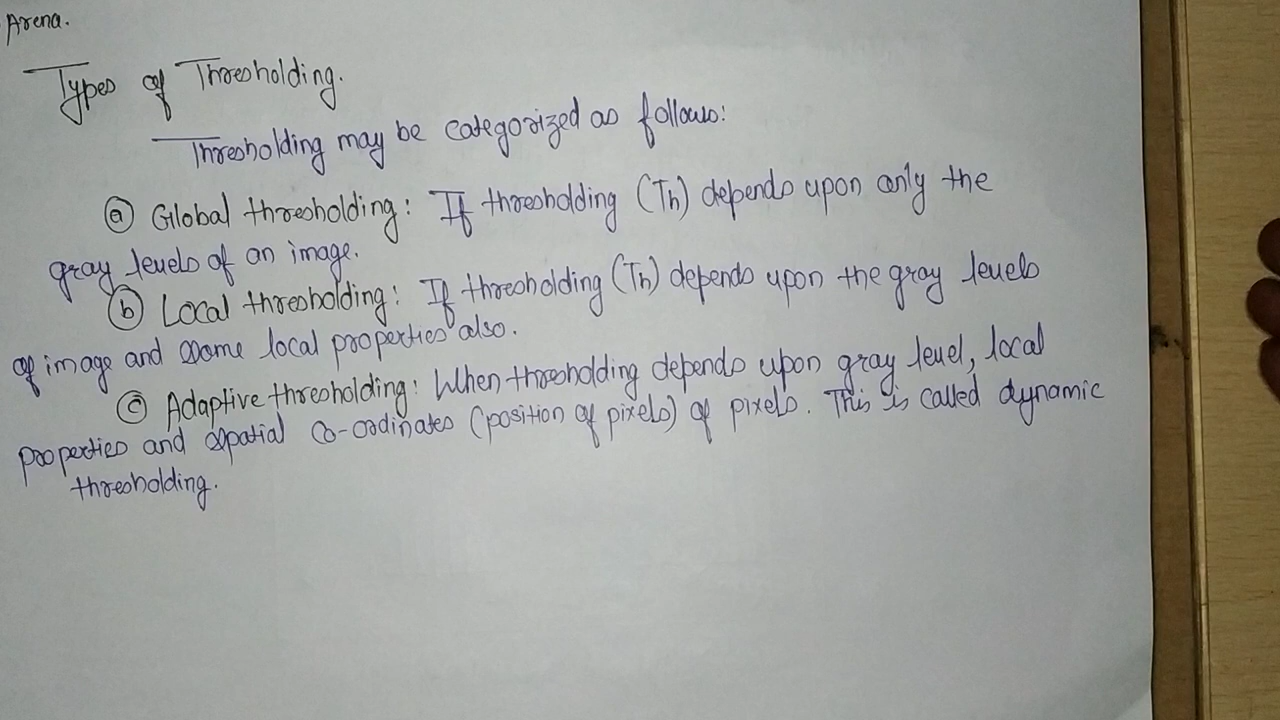 Arena.
Types of Thresholding.
Thresholding may be categorized as follows:
(a) Global thresholding: If thresholding (Th) depends upon only the
gray levels of an image.
(b) Local thresholding: If thresholding (Th) depends upon the gray levels
of image and some local properties also.
(c) Adaptive thresholding: When thresholding depends upon gray level, local
properties and spatial co-ordinates (position of pixels) of pixels. This is called dynamic
thresholding.